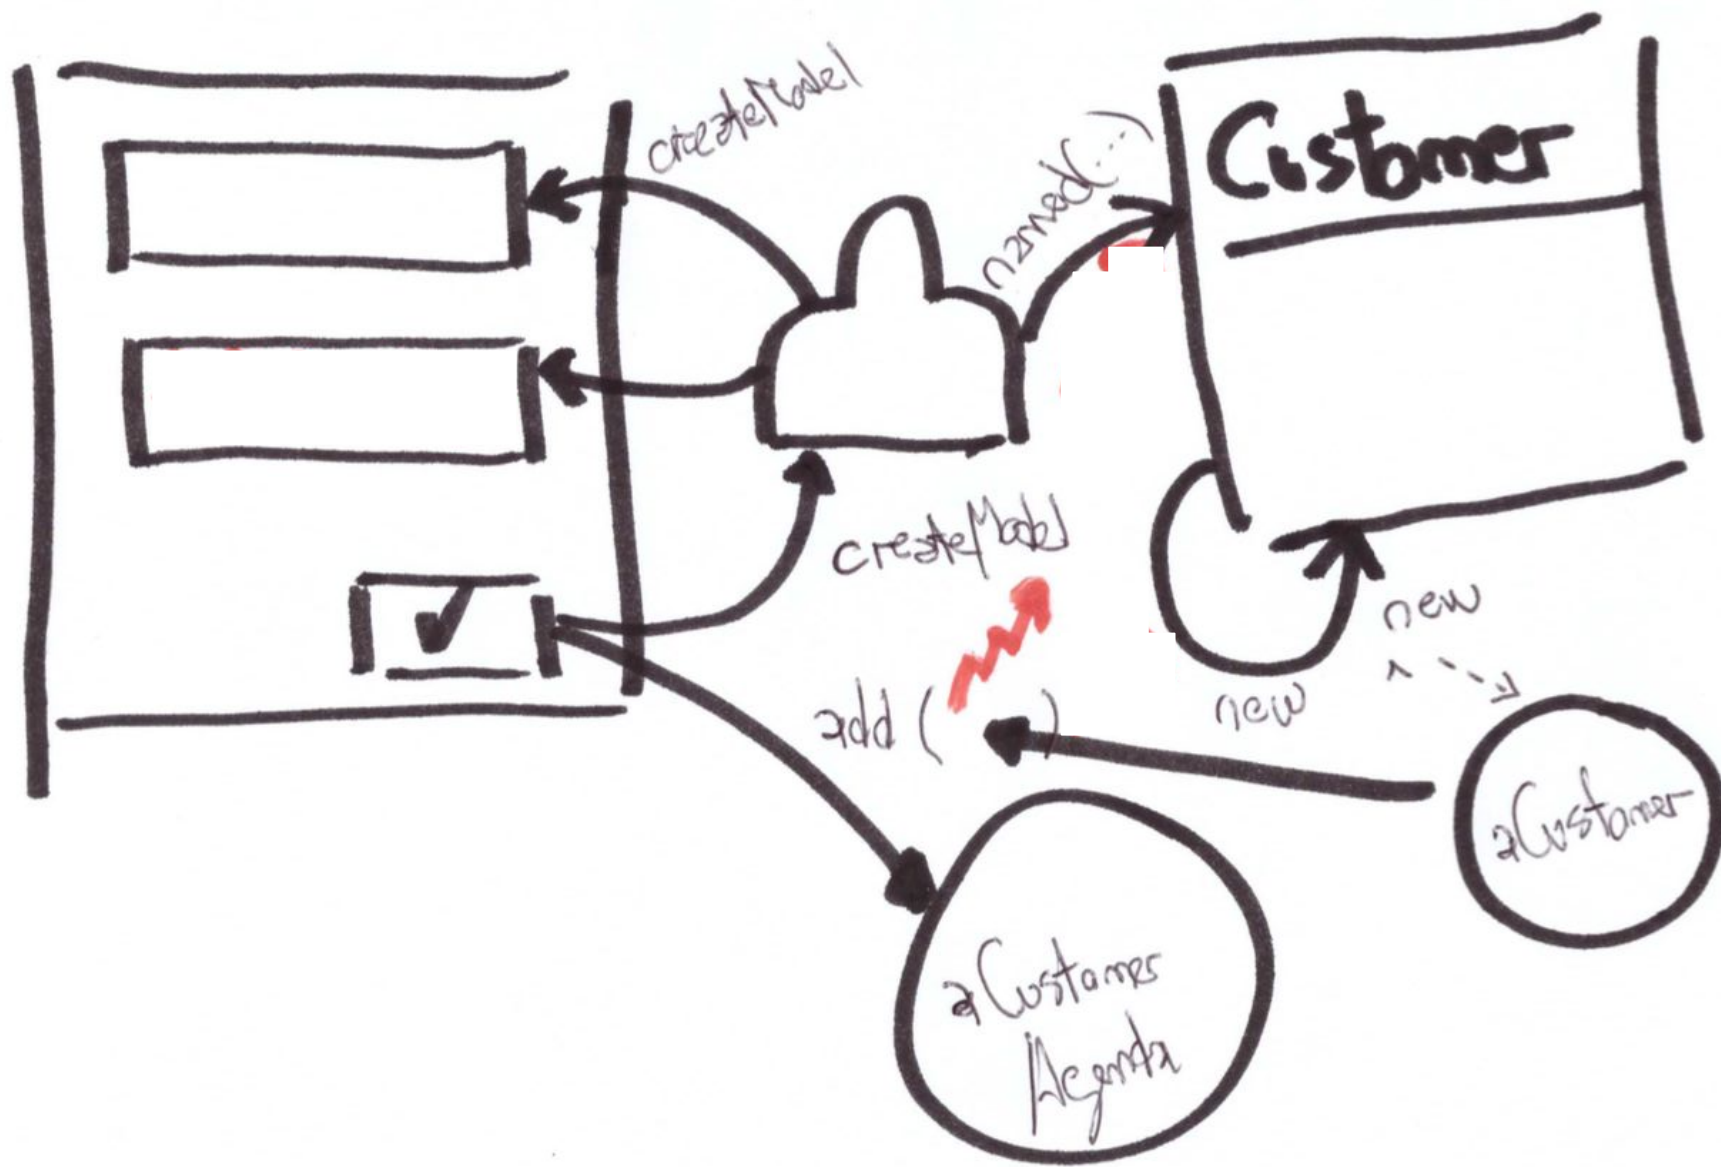 createModel
named(...)
Customer
createModel
new
new
add ( )
aCustomer
aCustomer
Agenda